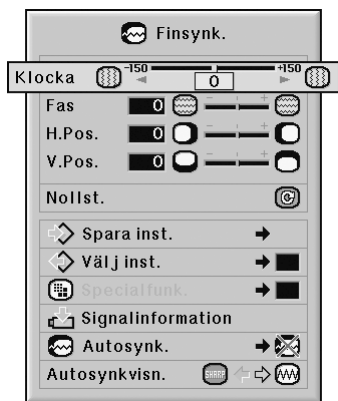 Finsynk.
-150 +150
Klocka 0
Fas 0
H.Pos. 0
V.Pos. 0
Nollst.
Spara inst.
Välj inst.
Specialfunk.
Signalinformation
Autosynk.
Autosynkvisn. SHARP